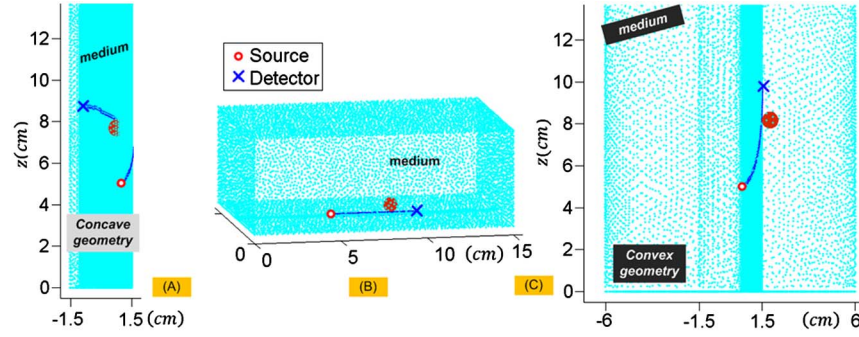 12
10
8
6
4
2
0
z(cm)
medium
Concave
geometry
-1.5
1.5
(cm)
(A)
Source
Detector
medium
0
0
5
10
15
(cm)
(B)
(C)
12
10
8
6
4
2
0
z(cm)
medium
Convex
geometry
-6
-1.5
1.5
6
(cm)